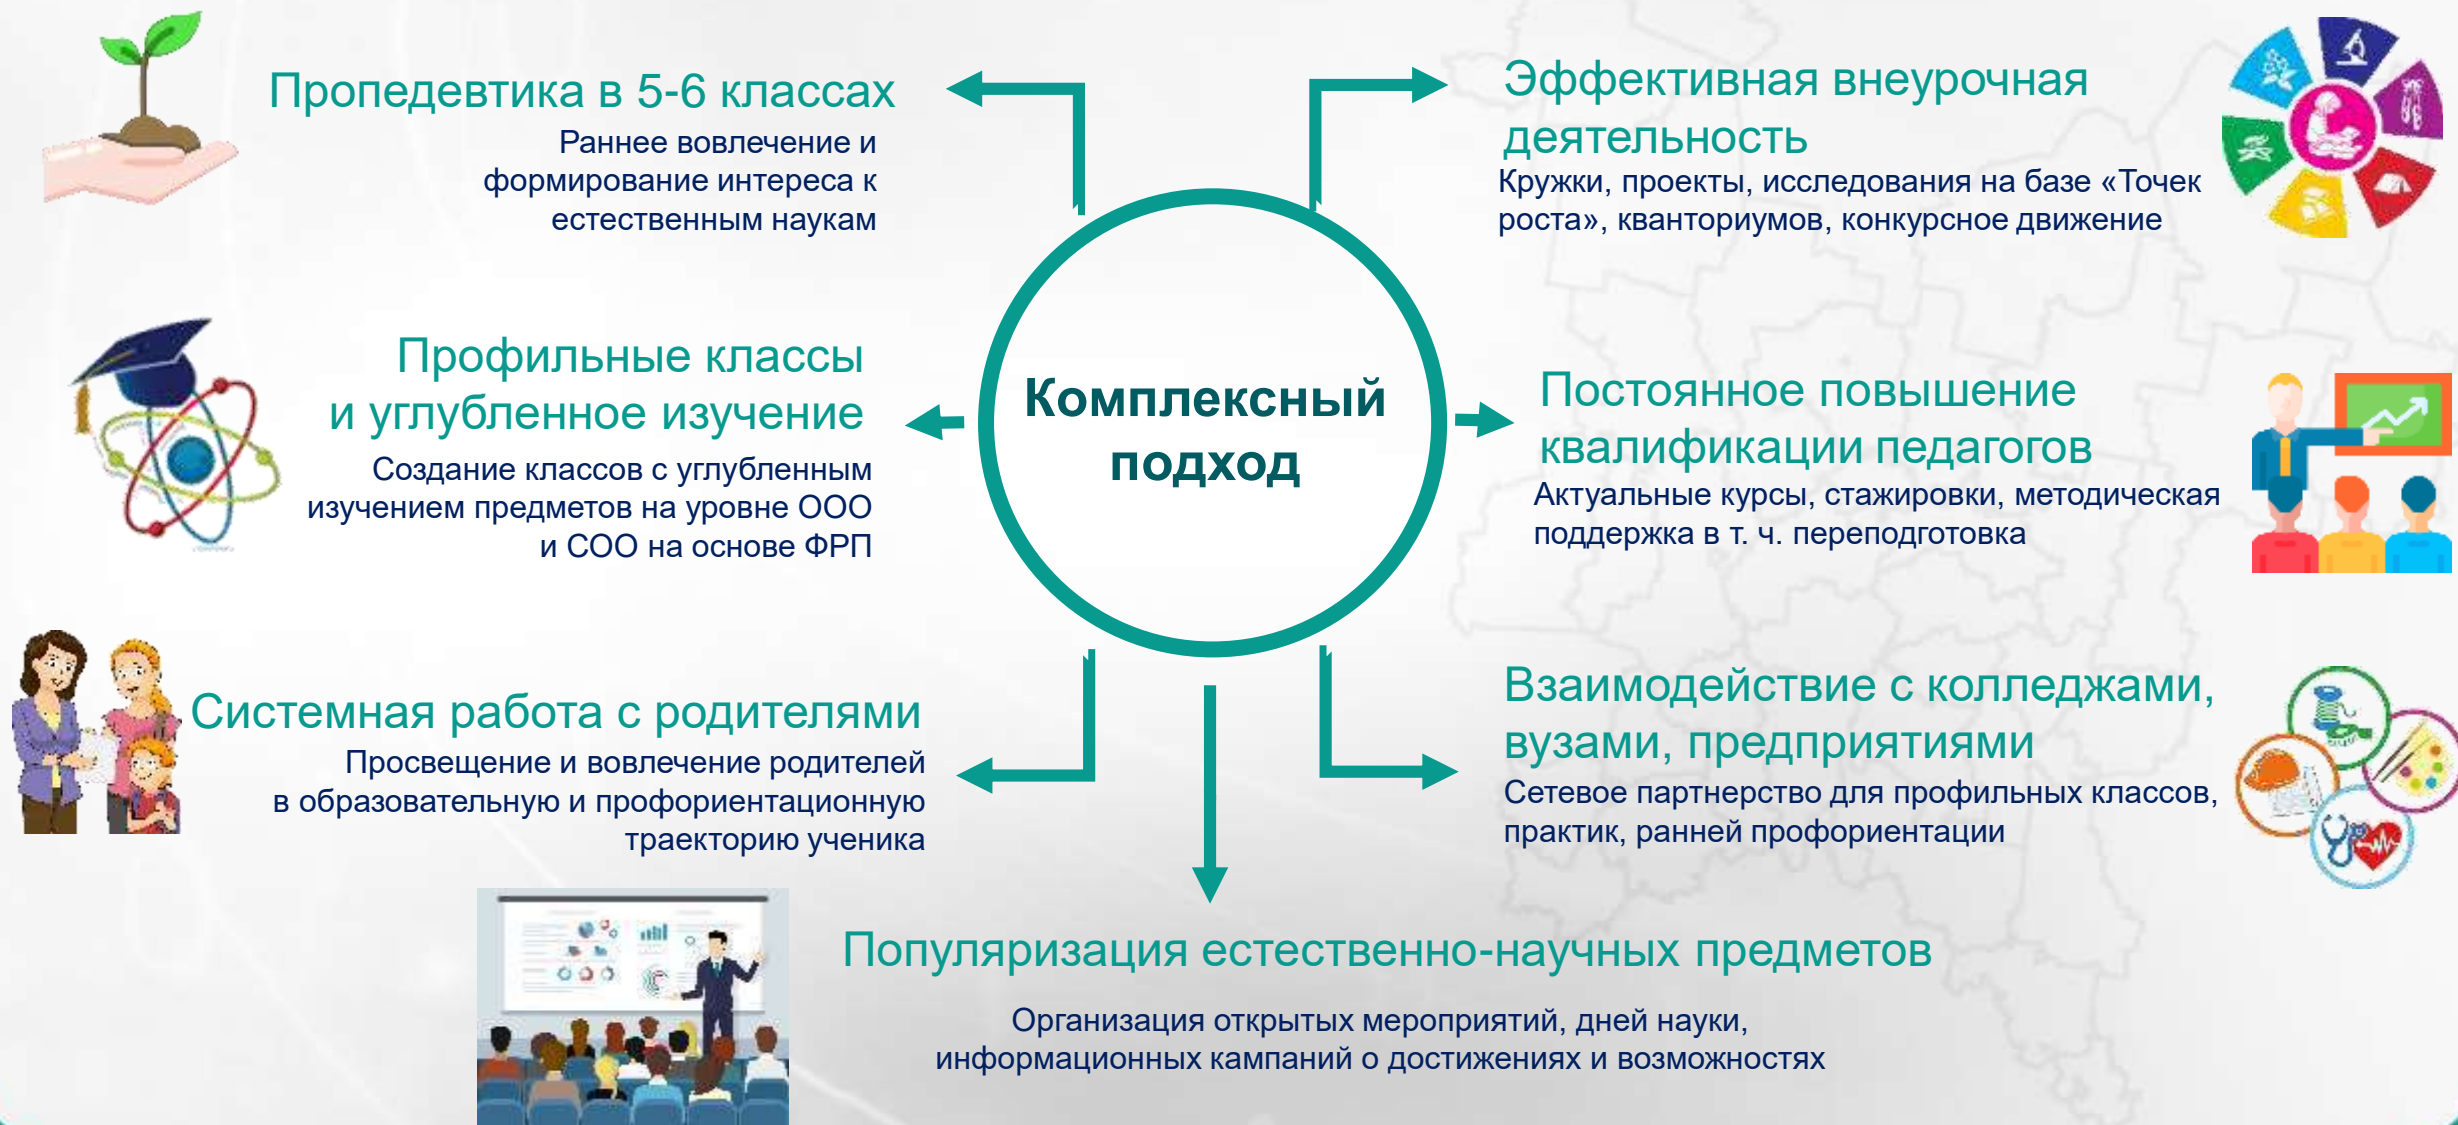 Пропедевтика в 5-6 классах
Раннее вовлечение и
формирование интереса к
естественным наукам
Эффективная внеурочная
деятельность
Кружки, проекты, исследования на базе «Точек
роста», кванториумов, конкурсное движение
Профильные классы
и углубленное изучение
Создание классов с углубленным
изучением предметов на уровне ООО
и СОО на основе ФРП
Комплексный
подход
Постоянное повышение
квалификации педагогов
Актуальные курсы, стажировки, методическая
поддержка в т. ч. переподготовка
Системная работа с родителями
Просвещение и вовлечение родителей
в образовательную и профориентационную
траекторию ученика
Взаимодействие с колледжами,
вузами, предприятиями
Сетевое партнерство для профильных классов,
практик, ранней профориентации
Популяризация естественно-научных предметов
Организация открытых мероприятий, дней науки,
информационных кампаний о достижениях и возможностях